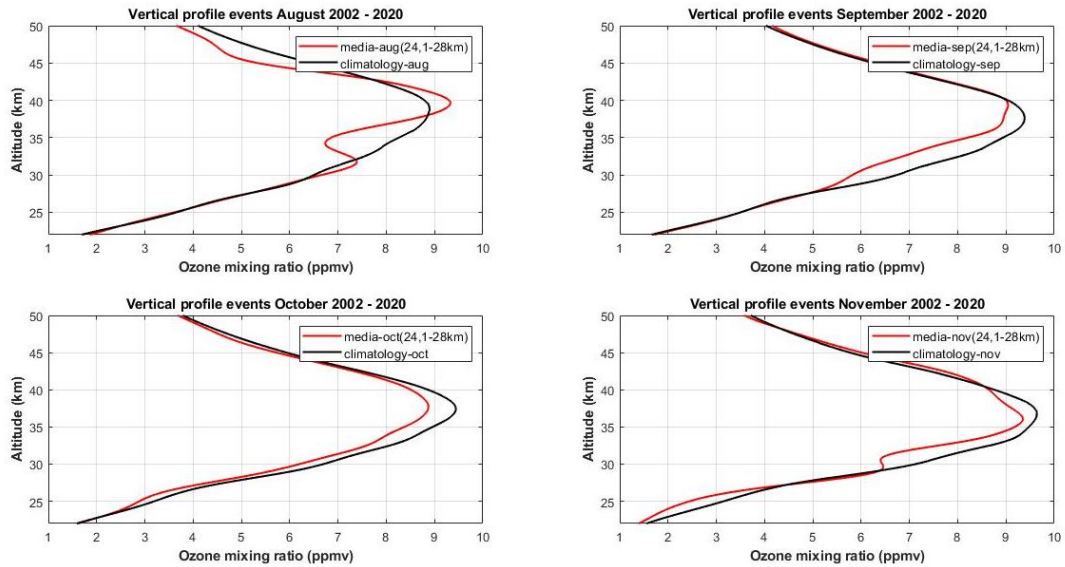 Vertical profile events August 2002 - 2020
50
45
40
35
30
25
Altitude (km)
media-aug(24,1-28km)
climatology-aug
1 2 3 4 5 6 7 8 9 10
Ozone mixing ratio (ppmv)
Vertical profile events September 2002 - 2020
50
45
40
35
30
25
Altitude (km)
media-sep(24,1-28km)
climatology-sep
1 2 3 4 5 6 7 8 9 10
Ozone mixing ratio (ppmv)
Vertical profile events October 2002 - 2020
50
45
40
35
30
25
Altitude (km)
media-oct(24,1-28km)
climatology-oct
1 2 3 4 5 6 7 8 9 10
Ozone mixing ratio (ppmv)
Vertical profile events November 2002 - 2020
50
45
40
35
30
25
Altitude (km)
media-nov(24,1-28km)
climatology-nov
1 2 3 4 5 6 7 8 9 10
Ozone mixing ratio (ppmv)